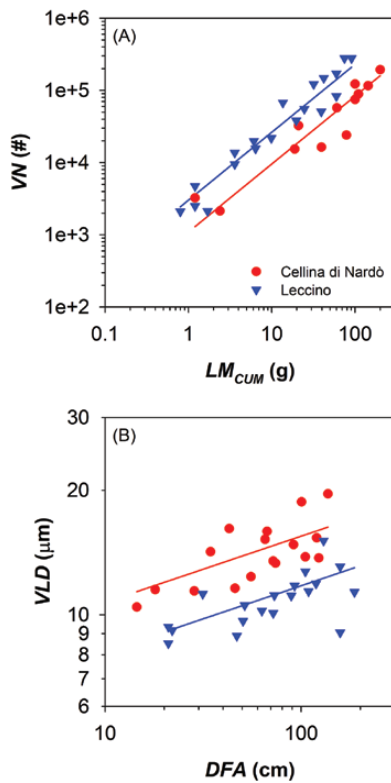 (A)
1e+6
1e+5
1e+4
1e+3
1e+2
VN (#)
Cellina di Nardò
Leccino
0.1 1 10 100
LM_CUM (g)
(B)
30
20
10
9
8
7
6
VLD (μm)
10 100
DFA (cm)